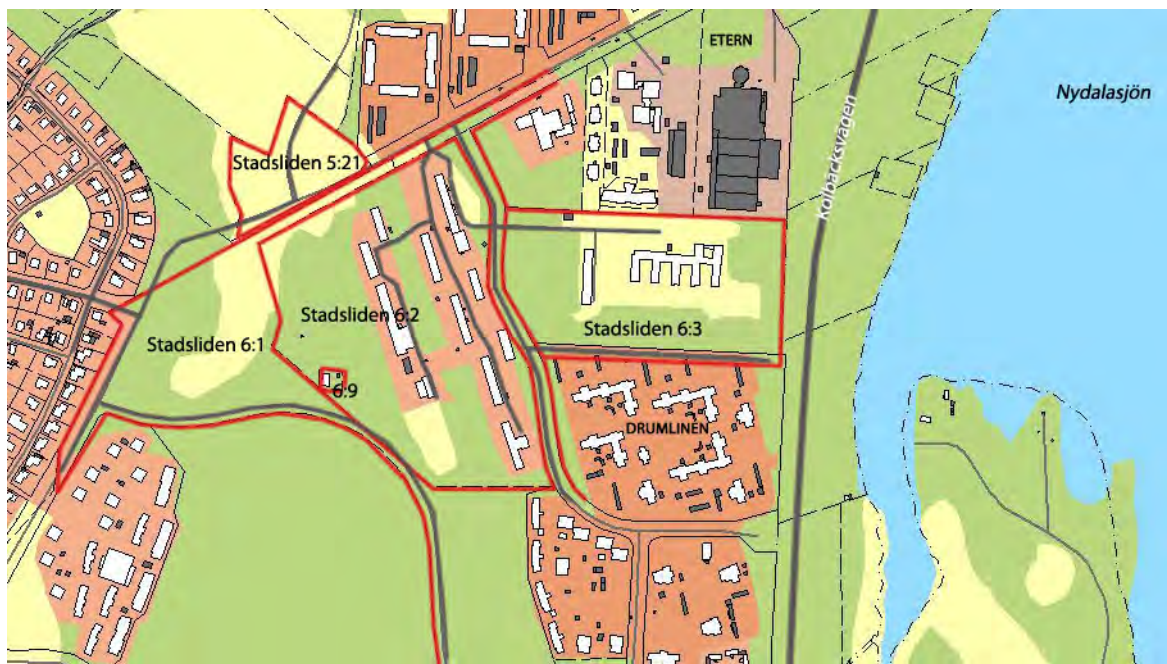 ETERN
Nydalasjön
Stadsliden 5:21
Kolbäcksvägen
Stadsliden 6:2
Stadsliden 6:3
Stadsliden 6:1
6:9
DRUMLINEN